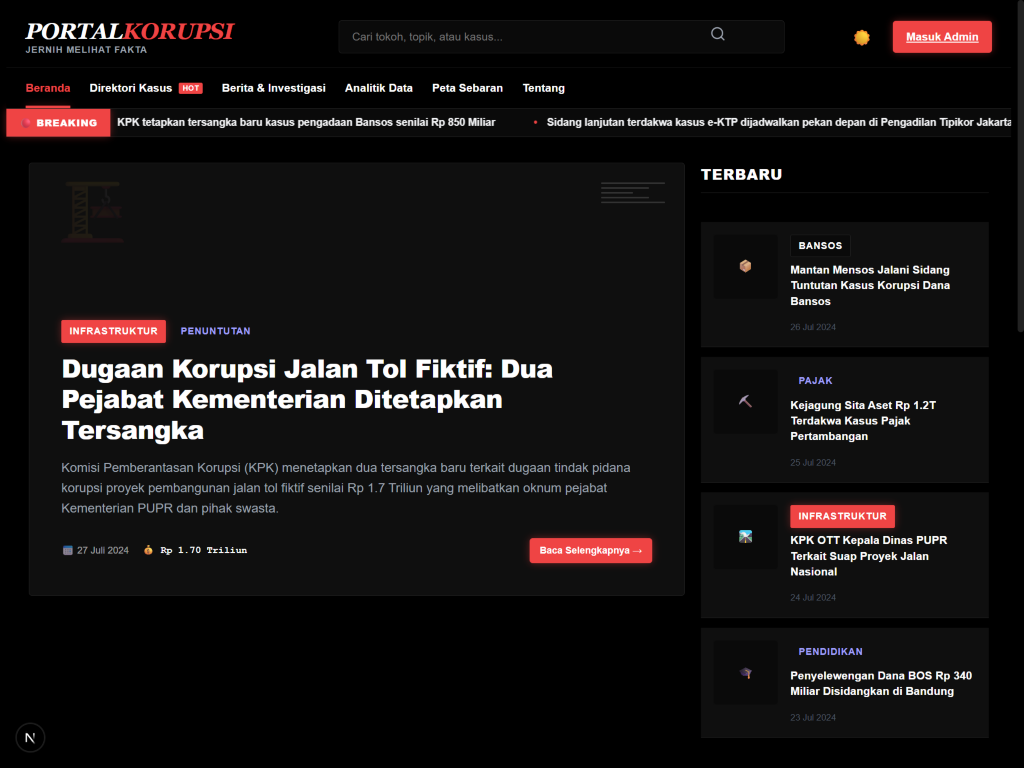 PORTALKORUPSI
JERNIH MELIHAT FAKTA
Cari tokoh, topik, atau kasus...
Masuk Admin
Beranda
Direktori Kasus HOT
Berita & Investigasi
Analitik Data
Peta Sebaran
Tentang
BREAKING
KPK tetapkan tersangka baru kasus pengadaan Bansos senilai Rp 850 Miliar
• Sidang lanjutan terdakwa kasus e-KTP dijadwalkan pekan depan di Pengadilan Tipikor Jakarta
INFRASTRUKTUR
PENUNTUTAN
Dugaan Korupsi Jalan Tol Fiktif: Dua
Pejabat Kementerian Ditetapkan
Tersangka
Komisi Pemberantasan Korupsi (KPK) menetapkan dua tersangka baru terkait dugaan tindak pidana
korupsi proyek pembangunan jalan tol fiktif senilai Rp 1.7 Triliun yang melibatkan oknum pejabat
Kementerian PUPR dan pihak swasta.
27 Juli 2024
Rp 1.70 Triliun
Baca Selengkapnya →
TERBARU
BANSOS
Mantan Mensos Jalani Sidang
Tuntutan Kasus Korupsi Dana
Bansos
26 Jul 2024
PAJAK
Kejagung Sita Aset Rp 1.2T
Terdakwa Kasus Pajak
Pertambangan
25 Jul 2024
INFRASTRUKTUR
KPK OTT Kepala Dinas PUPR
Terkait Suap Proyek Jalan
Nasional
24 Jul 2024
PENDIDIKAN
Penyelewengan Dana BOS Rp 340
Miliar Disidangkan di Bandung
23 Jul 2024
N